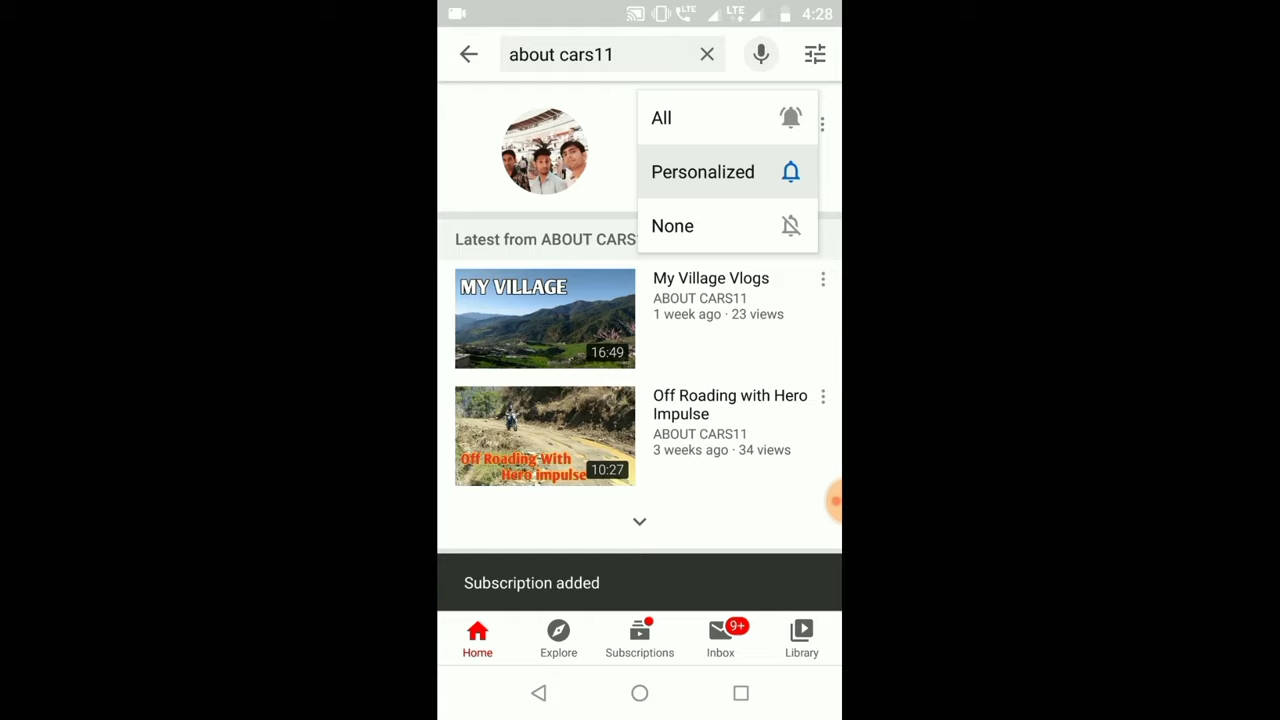 LTE LTE 4:28
about cars11
All
Personalized
None
Latest from ABOUT CARS
MY VILLAGE
16:49
My Village Vlogs
ABOUT CARS11
1 week ago · 23 views
Off Roading With
Hero impulse
10:27
Off Roading with Hero
Impulse
ABOUT CARS11
3 weeks ago · 34 views
Subscription added
9+
Home Explore Subscriptions Inbox Library